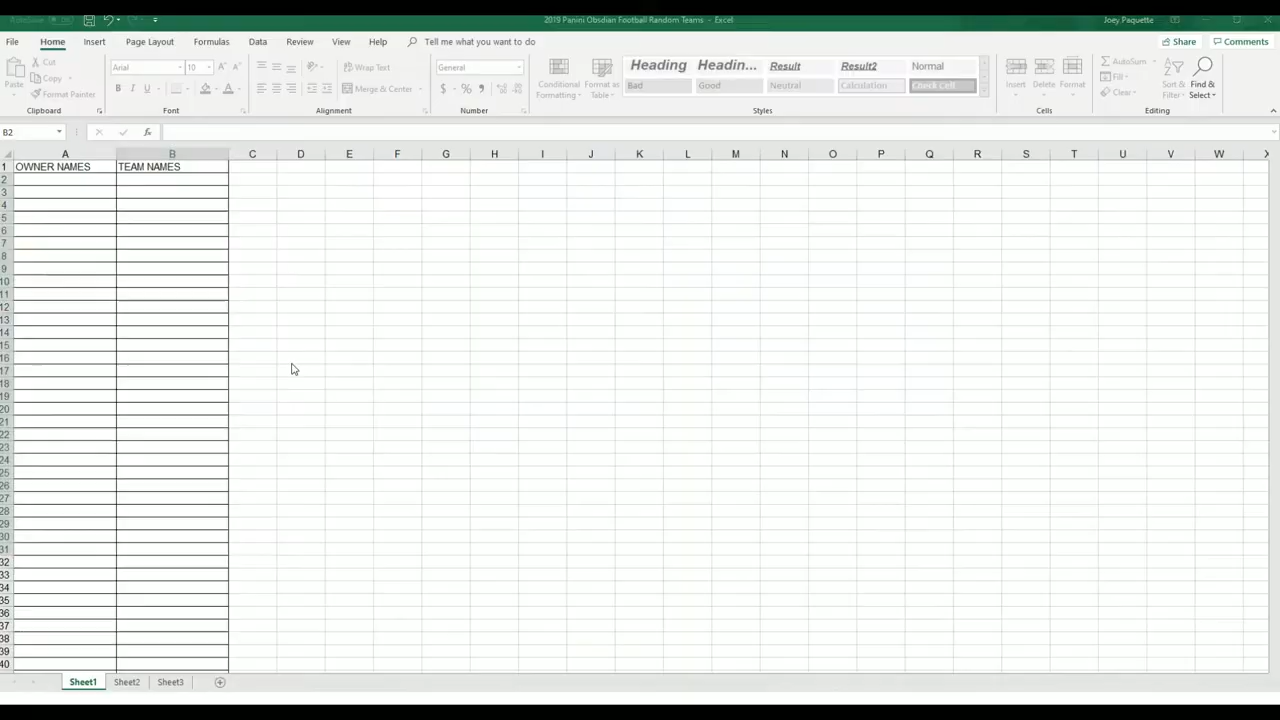 AutoSave
2019 Panini Obsdian Football Random Teams - Excel
Joey Paquette
File Home Insert Page Layout Formulas Data Review View Help Tell me what you want to do Share Comments
Paste Cut Copy Format Painter Clipboard
Arial 10 B I U A Font
Wrap Text Merge & Center Alignment
General $ % Number
Conditional Formatting Format as Table
Heading Headin... Result Result2 Normal
Bad Good Neutral Calculation Check Cell
Styles
Insert Delete Format Cells
AutoSum Fill Clear Sort & Filter Find & Select Editing
B2 fx
A B C D E F G H I J K L M N O P Q R S T U V W X
1 OWNER NAMES TEAM NAMES
2
3
4
5
6
7
8
9
10
11
12
13
14
15
16
17
18
19
20
21
22
23
24
25
26
27
28
29
30
31
32
33
34
35
36
37
38
39
40
Sheet1 Sheet2 Sheet3